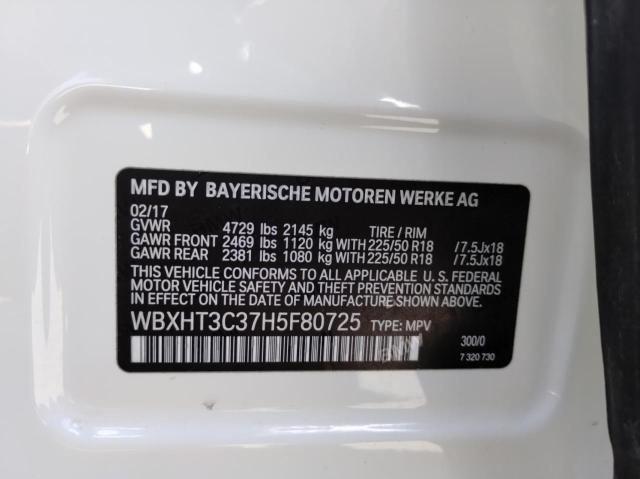 MFD BY BAYERISCHE MOTOREN WERKE AG
02/17
GVWR 4729 lbs 2145 kg TIRE / RIM
GAWR FRONT 2469 lbs 1120 kg WITH 225/50 R18 /7.5Jx18
GAWR REAR 2381 lbs 1080 kg WITH 225/50 R18 /7.5Jx18
THIS VEHICLE CONFORMS TO ALL APPLICABLE U. S. FEDERAL
MOTOR VEHICLE SAFETY, BUMPER, AND THEFT PREVENTION
STANDARDS IN EFFECT ON THE DATE OF MANUFACTURE SHOWN ABOVE.
WBXHT3C37H5F80725 TYPE: MPV
300/0
7 320 730